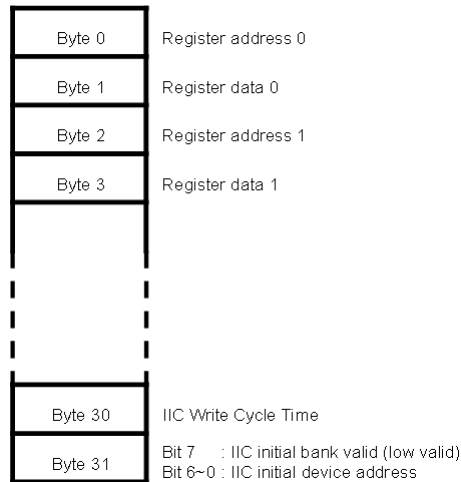 Byte 0 Register address 0
Byte 1 Register data 0
Byte 2 Register address 1
Byte 3 Register data 1
Byte 30 IIC Write Cycle Time
Byte 31 Bit 7 : IIC initial bank valid (low valid)
Bit 6~0 : IIC initial device address